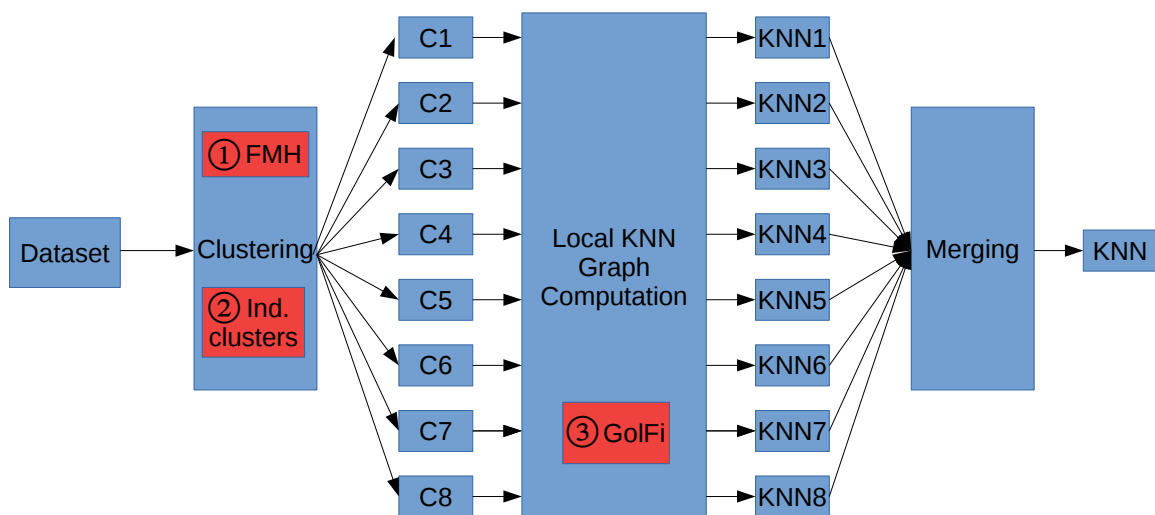 Dataset
① FMH
Clustering
② Ind.
clusters
C1
C2
C3
C4
C5
C6
C7
C8
Local KNN
Graph
Computation
③ GolFi
KNN1
KNN2
KNN3
KNN4
KNN5
KNN6
KNN7
KNN8
Merging
KNN